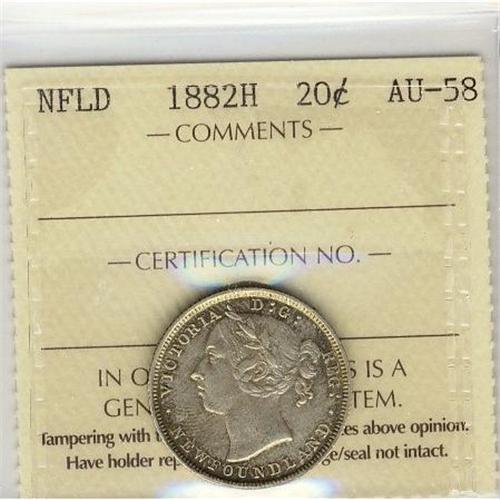 NFLD 1882H 20¢ AU-58
— COMMENTS —
— CERTIFICATION NO. —
VICTORIA D:G: REG:
NEWFOUNDLAND
IN O S IS A
GEN TEM.
Tampering with t es above opinion.
Have holder rep ge/seal not intact.